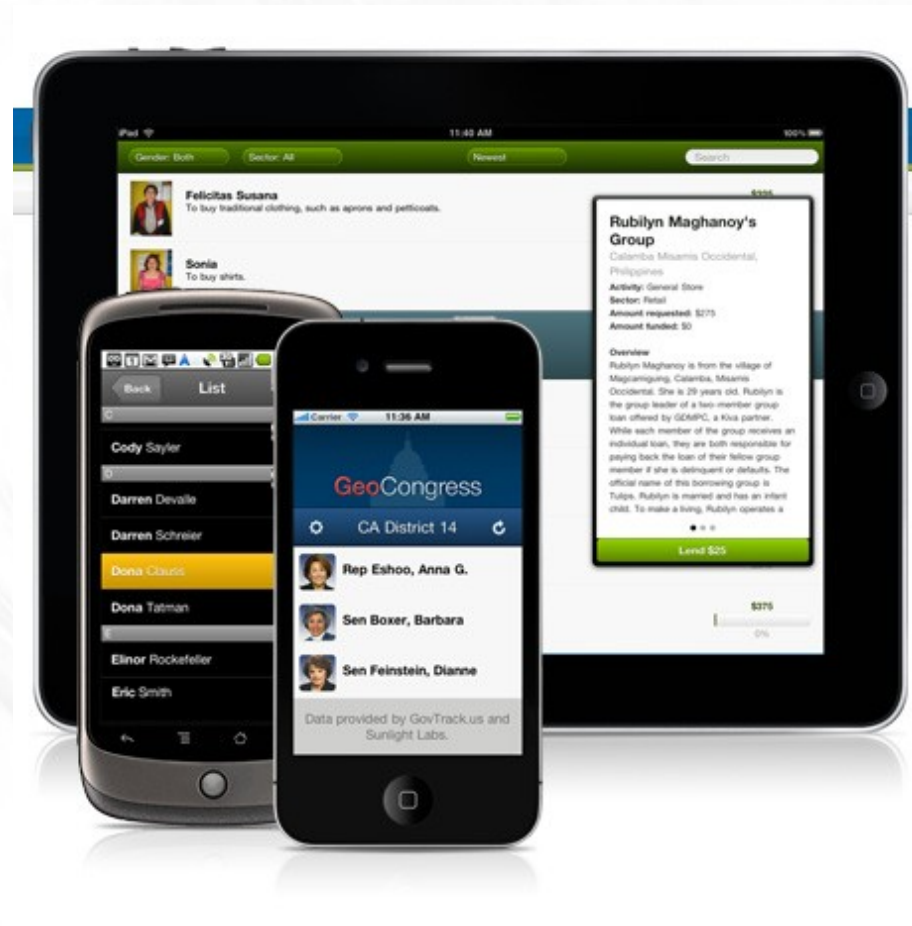 iPad
11:40 AM
100%
Gender: Both
Sector: All
Newest
Search
Felicitas Susana
To buy traditional clothing, such as aprons and petticoats.
Sonia
To buy shirts.
Rubilyn Maghanoy's
Group
Calamba Misamis Occidental,
Philippines
Activity: General Store
Sector: Retail
Amount requested: $275
Amount funded: $0
Overview
Rubilyn Maghanoy is from the village of
Magcamiguing, Calamba, Misamis
Occidental. She is 29 years old. Rubilyn is
the group leader of a two-member group
loan offered by GDMPC, a Kiva partner.
While each member of the group receives an
individual loan, they are both responsible for
paying back the loan of their fellow group
member if she is delinquent or defaults. The
official name of this borrowing group is
Tulips. Rubilyn is married and has an infant
child. To make a living, Rubilyn operates a
Lend $25
$375
0%
Back
List
C
Cody Sayler
D
Darren Devalle
Darren Schreier
Dona Clauss
Dona Tatman
E
Elinor Rockefeller
Eric Smith
Carrier
11:36 AM
GeoCongress
CA District 14
Rep Eshoo, Anna G.
Sen Boxer, Barbara
Sen Feinstein, Dianne
Data provided by GovTrack.us and
Sunlight Labs.